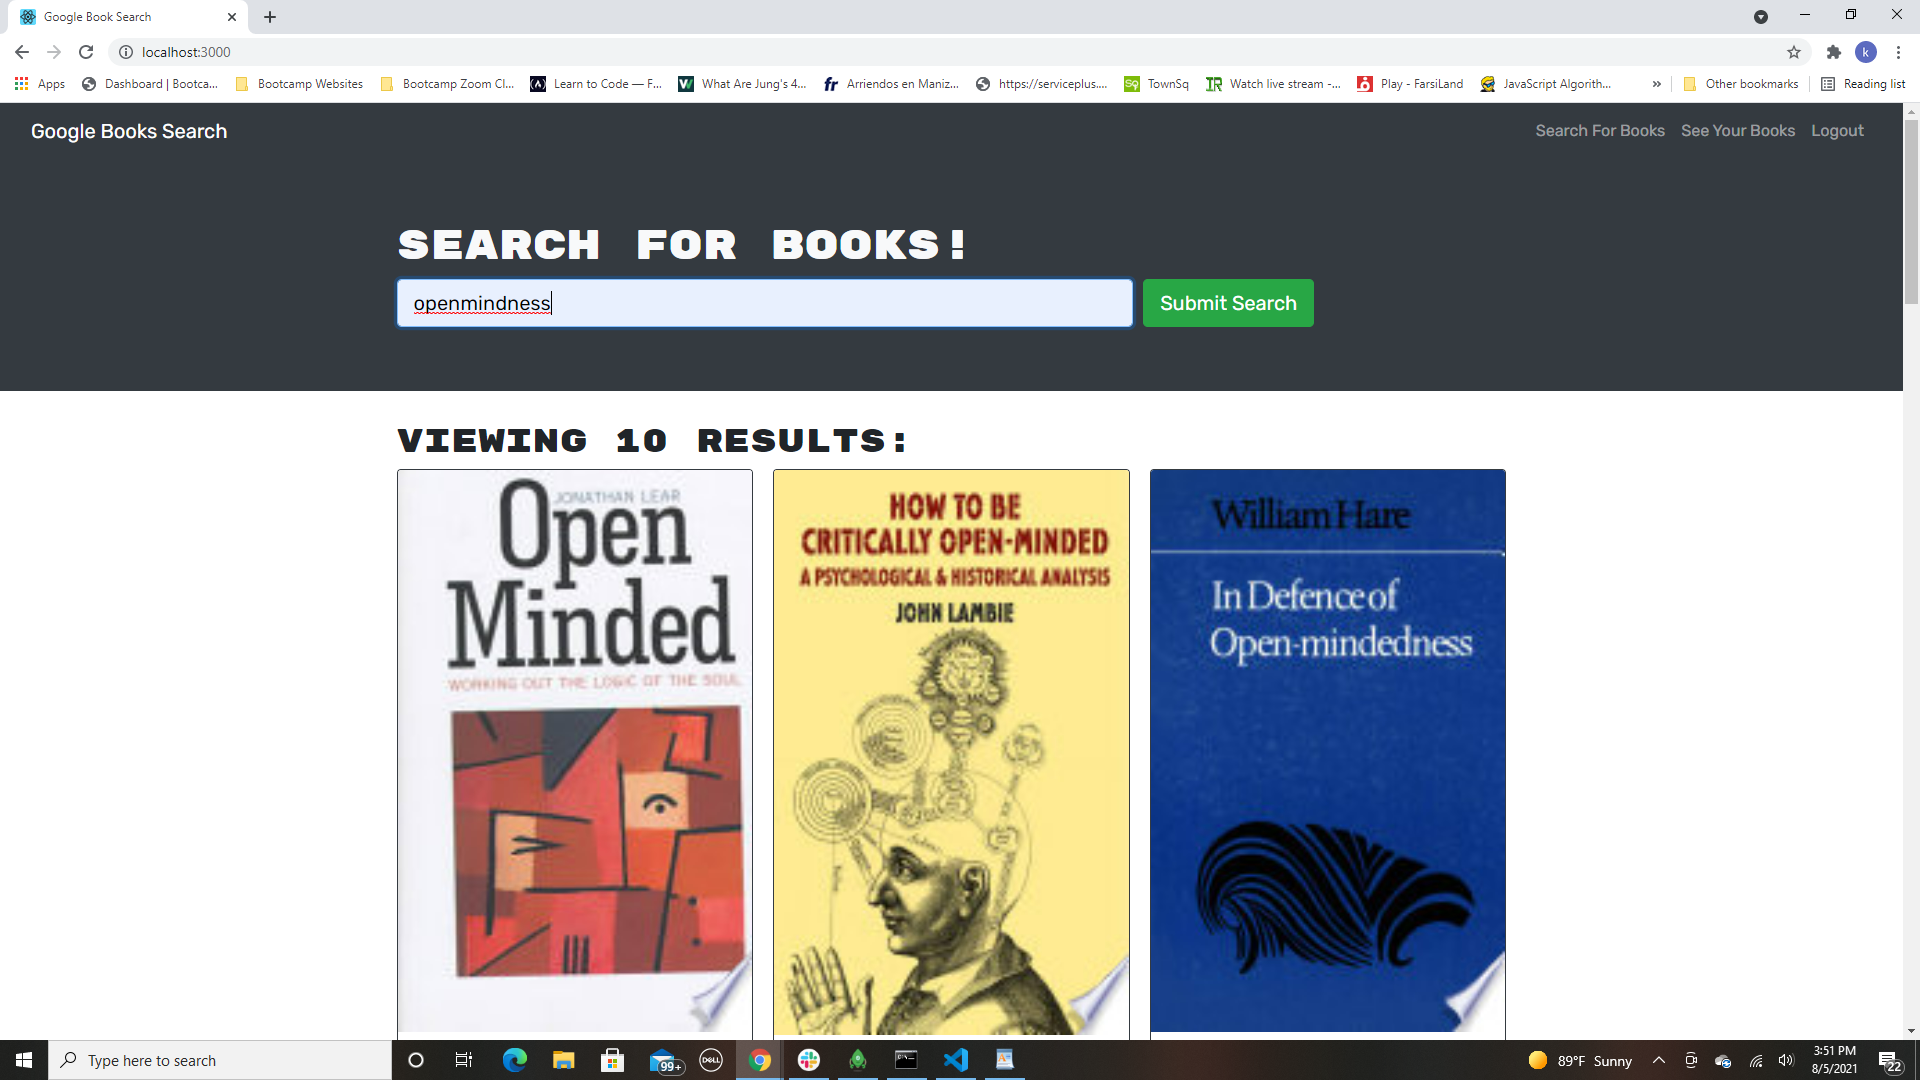 Google Book Search
localhost:3000
Apps
Dashboard | Bootca...
Bootcamp Websites
Bootcamp Zoom Cl...
Learn to Code — F...
What Are Jung's 4...
Arriendos en Maniz...
https://serviceplus....
TownSq
Watch live stream -...
Play - FarsiLand
JavaScript Algorith...
»
Other bookmarks
Reading list
k
Google Books Search
Search For Books
See Your Books
Logout
SEARCH FOR BOOKS!
openmindness
Submit Search
VIEWING 10 RESULTS:
JONATHAN LEAR
Open
Minded
WORKING OUT THE LOGIC OF THE SOUL
HOW TO BE
CRITICALLY OPEN-MINDED
A PSYCHOLOGICAL & HISTORICAL ANALYSIS
JOHN LAMBIE
William Hare
In Defence of
Open-mindedness
Type here to search
99+
DELL
89°F Sunny
3:51 PM
8/5/2021
22